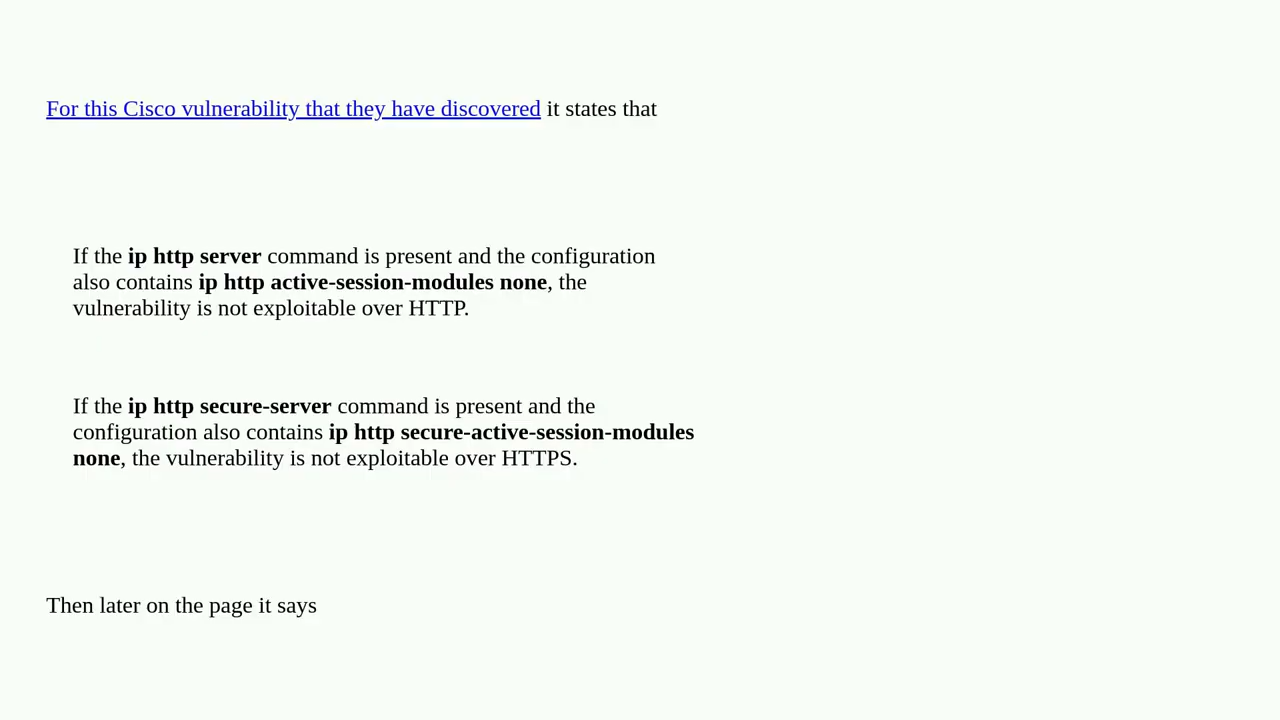 For this Cisco vulnerability that they have discovered it states that
If the ip http server command is present and the configuration
also contains ip http active-session-modules none, the
vulnerability is not exploitable over HTTP.
If the ip http secure-server command is present and the
configuration also contains ip http secure-active-session-modules
none, the vulnerability is not exploitable over HTTPS.
Then later on the page it says